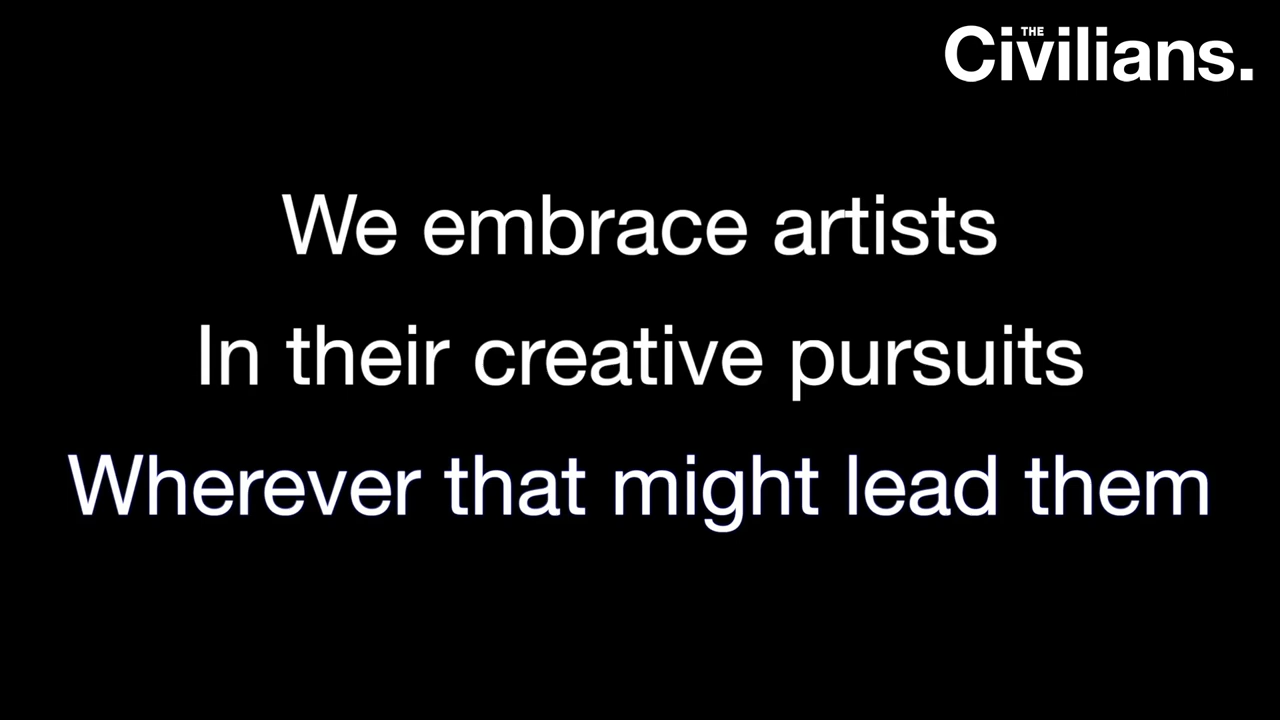 THE
Civilians.
We embrace artists
In their creative pursuits
Wherever that might lead them